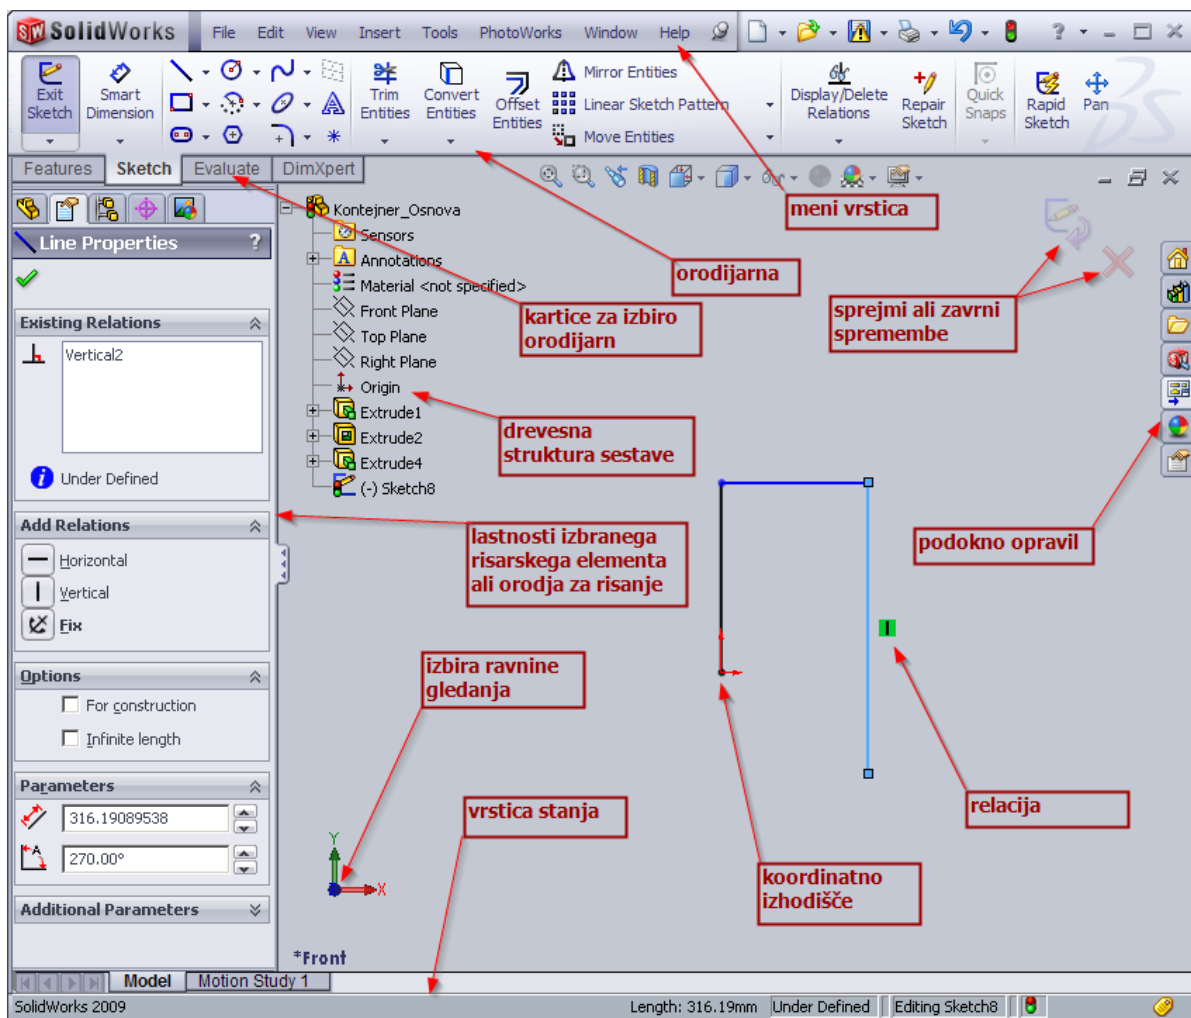 SolidWorks File Edit View Insert Tools PhotoWorks Window Help ?
Exit Sketch
Smart Dimension
Trim Entities
Convert Entities
Offset Entities
Mirror Entities
Linear Sketch Pattern
Move Entities
Display/Delete Relations
Repair Sketch
Quick Snaps
Rapid Sketch
Pan
Features Sketch Evaluate DimXpert
Line Properties ?
Existing Relations
Vertical2
Under Defined
Add Relations
Horizontal
Vertical
Fix
Options
For construction
Infinite length
Parameters
316.19089538
270.00°
Additional Parameters
Kontejner_Osnova
Sensors
Annotations
Material <not specified>
Front Plane
Top Plane
Right Plane
Origin
Extrude1
Extrude2
Extrude4
(-) Sketch8
meni vrstica
orodijarna
kartice za izbiro
orodijarn
sprejmi ali zavrni
spremembe
drevesna
struktura sestave
lastnosti izbranega
risarskega elementa
ali orodja za risanje
podokno opravil
izbira ravnine
gledanja
relacija
vrstica stanja
koordinatno
izhodišče
Y
X
*Front
Model Motion Study 1
SolidWorks 2009 Length: 316.19mm Under Defined Editing Sketch8